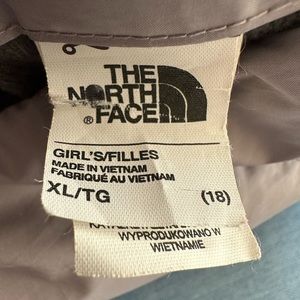 THE
NORTH
FACE
®
GIRL'S/FILLES
MADE IN VIETNAM
FABRIQUÉ AU VIETNAM
XL/TG (18)
WYPRODUKOWANO W
WIETNAMIE